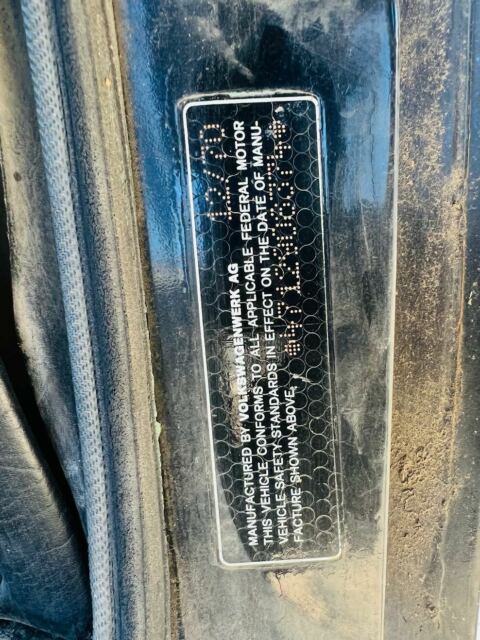 MANUFACTURED BY VOLKSWAGENWERK AG 12/70
THIS VEHICLE CONFORMS TO ALL APPLICABLE FEDERAL MOTOR
VEHICLE SAFETY STANDARDS IN EFFECT ON THE DATE OF MANU-
FACTURE SHOWN ABOVE.